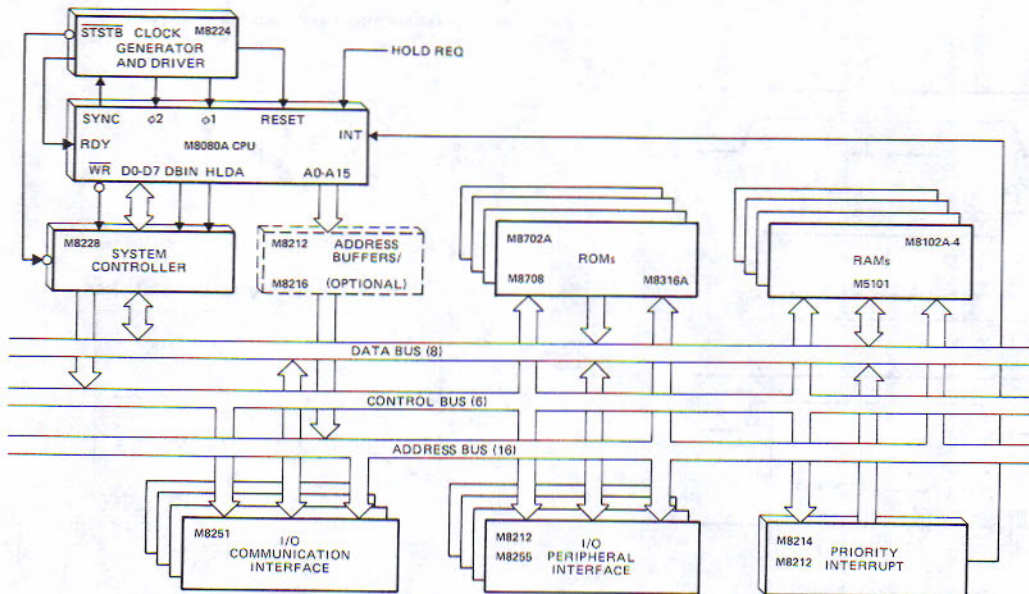 STSTB CLOCK M8224
GENERATOR
AND DRIVER
HOLD REQ
SYNC φ2 φ1 RESET
INT
RDY M8080A CPU
WR D0-D7 DBIN HLDA A0-A15
M8228
SYSTEM
CONTROLLER
M8212 ADDRESS
BUFFERS/
M8216 (OPTIONAL)
M8702A
ROMs
M8708 M8316A
M8102A-4
RAMs
M5101
DATA BUS (8)
CONTROL BUS (6)
ADDRESS BUS (16)
M8251 I/O
COMMUNICATION
INTERFACE
M8212 I/O
M8255 PERIPHERAL
INTERFACE
M8214 PRIORITY
M8212 INTERRUPT